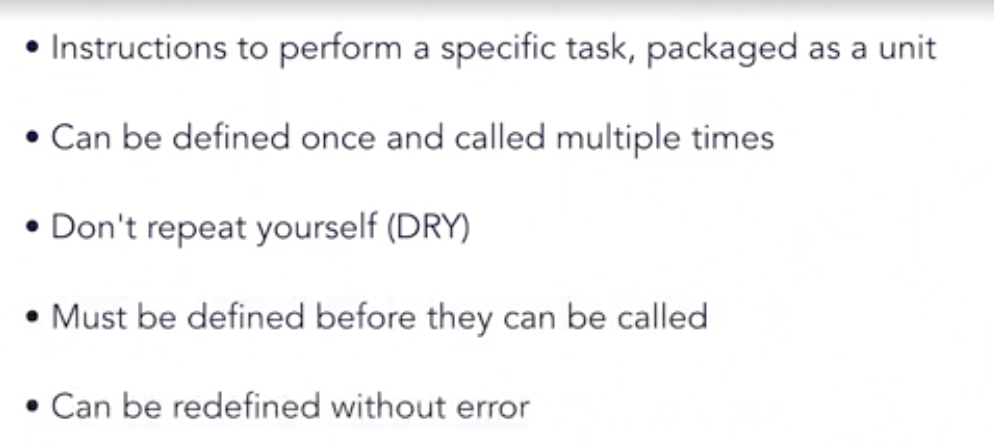 • Instructions to perform a specific task, packaged as a unit
• Can be defined once and called multiple times
• Don't repeat yourself (DRY)
• Must be defined before they can be called
• Can be redefined without error